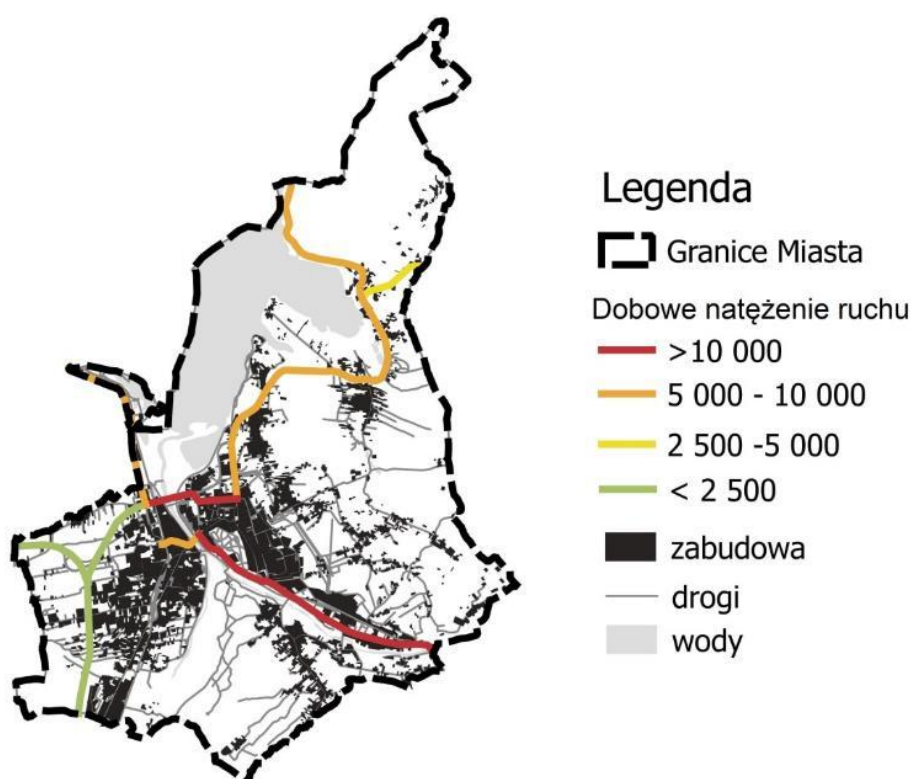 Legenda
Granice Miasta
Dobowe natężenie ruchu
>10 000
5 000 - 10 000
2 500 -5 000
< 2 500
zabudowa
drogi
wody